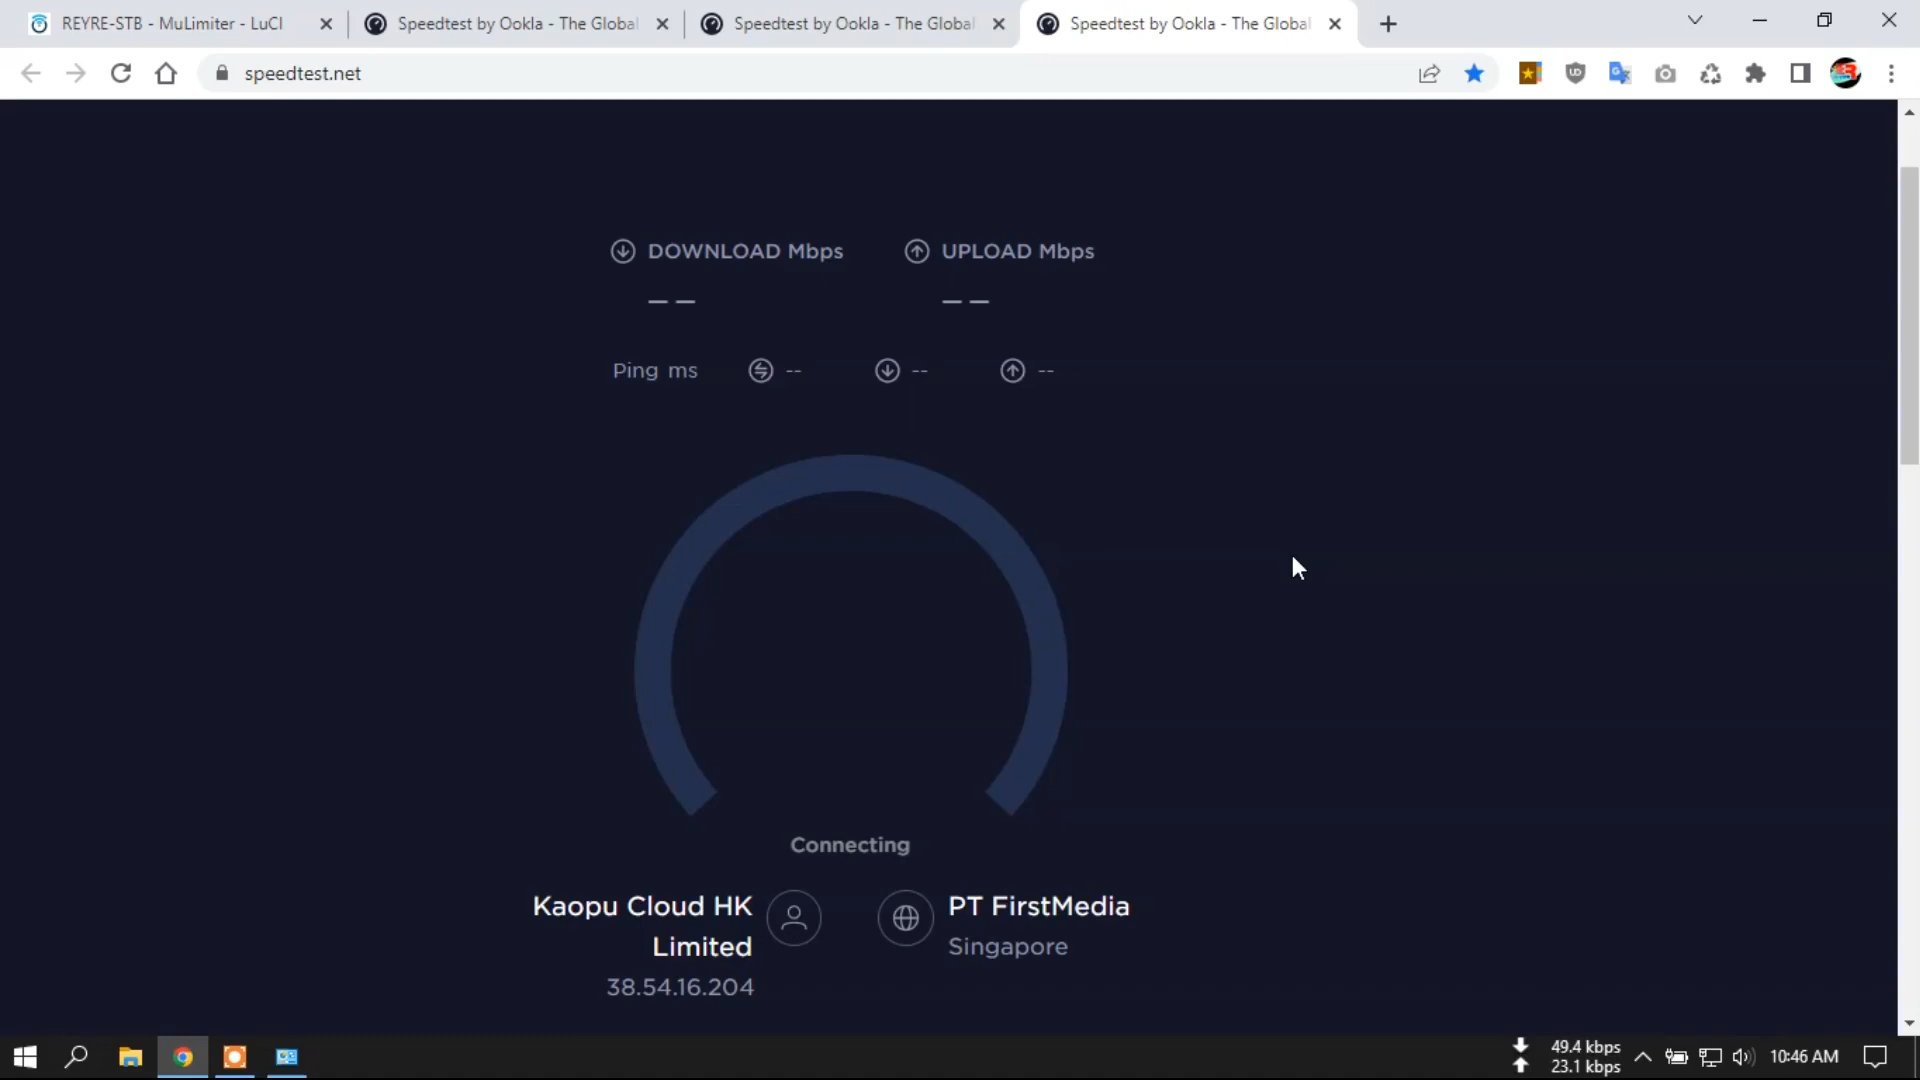 REYRE-STB - MuLimiter - LuCI
Speedtest by Ookla - The Global
Speedtest by Ookla - The Global
Speedtest by Ookla - The Global
speedtest.net
DOWNLOAD Mbps
UPLOAD Mbps
— —
— —
Ping ms
--
--
--
Connecting
Kaopu Cloud HK
Limited
38.54.16.204
PT FirstMedia
Singapore
49.4 kbps
23.1 kbps
10:46 AM